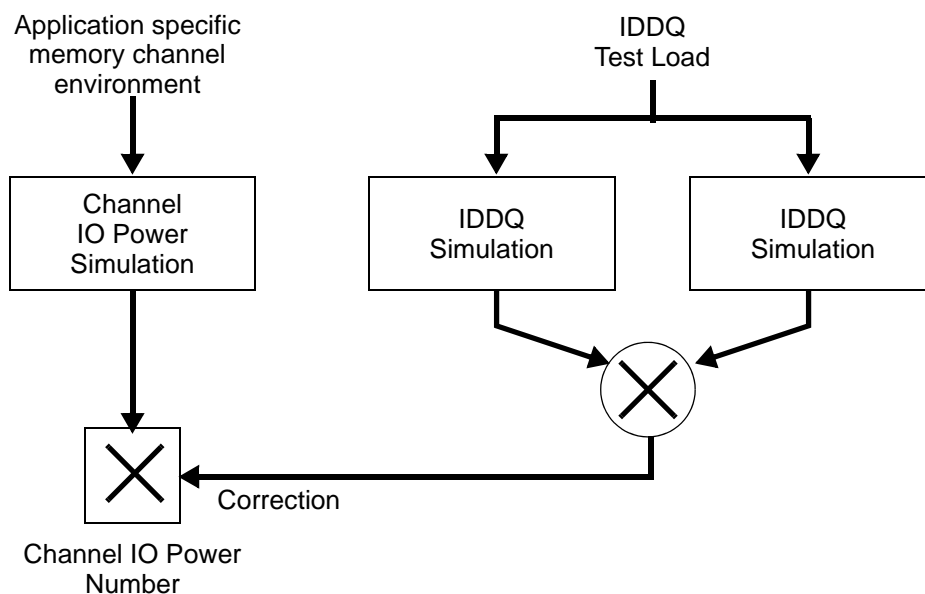 Application specific
memory channel
environment
IDDQ
Test Load
Channel
IO Power
Simulation
IDDQ
Simulation
IDDQ
Simulation
Correction
Channel IO Power
Number